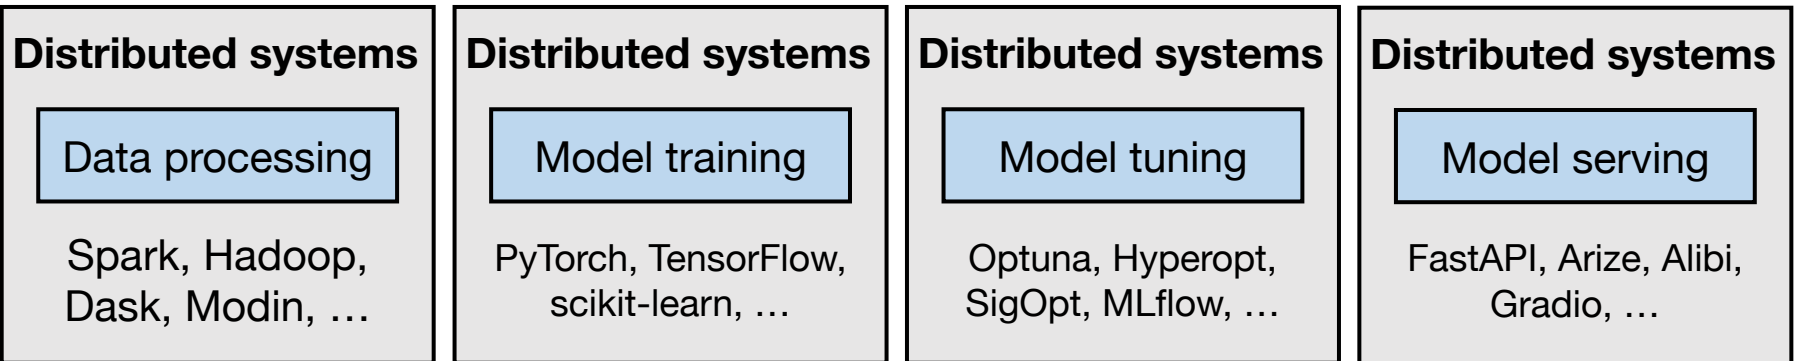 Distributed systems
Data processing
Spark, Hadoop,
Dask, Modin, …
Distributed systems
Model training
PyTorch, TensorFlow,
scikit-learn, …
Distributed systems
Model tuning
Optuna, Hyperopt,
SigOpt, MLflow, …
Distributed systems
Model serving
FastAPI, Arize, Alibi,
Gradio, …